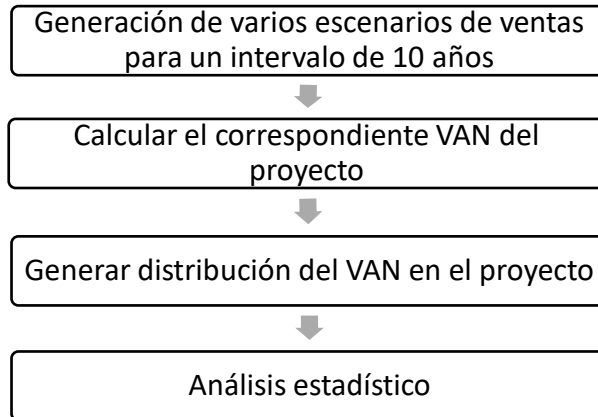 Generación de varios escenarios de ventas
para un intervalo de 10 años
Calcular el correspondiente VAN del
proyecto
Generar distribución del VAN en el proyecto
Análisis estadístico